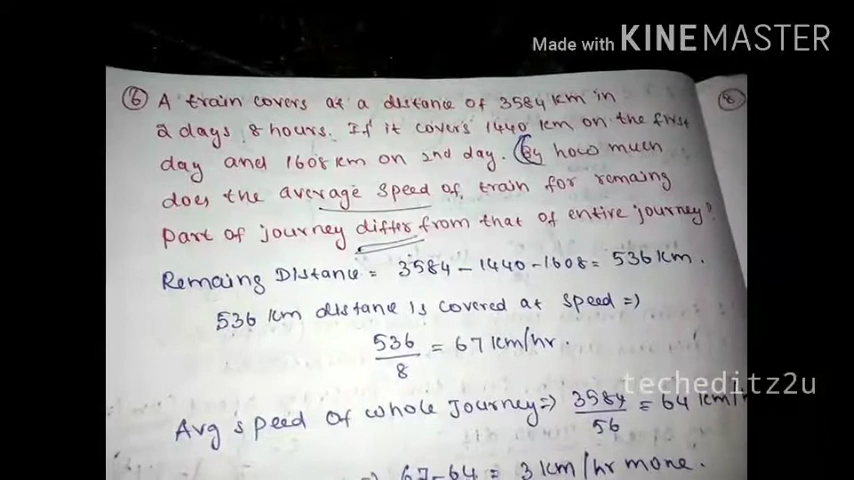 Made with KINEMASTER
6 A train covers at a distance of 3584 km in
2 days 8 hours. If it covers 1440 km on the first
day and 1608 km on 2nd day. By how much
does the average speed of train for remaing
part of journey differ from that of entire journey?
8
Remaing Distance = 3584 - 1440 - 1608 = 536 km.
536 km distance is covered at speed =)
536/8 = 67 km/hr.
techeditz2u
Avg speed of whole Journey=) 3584/56 = 64 km/
=) 67-64 = 3 km/hr more.